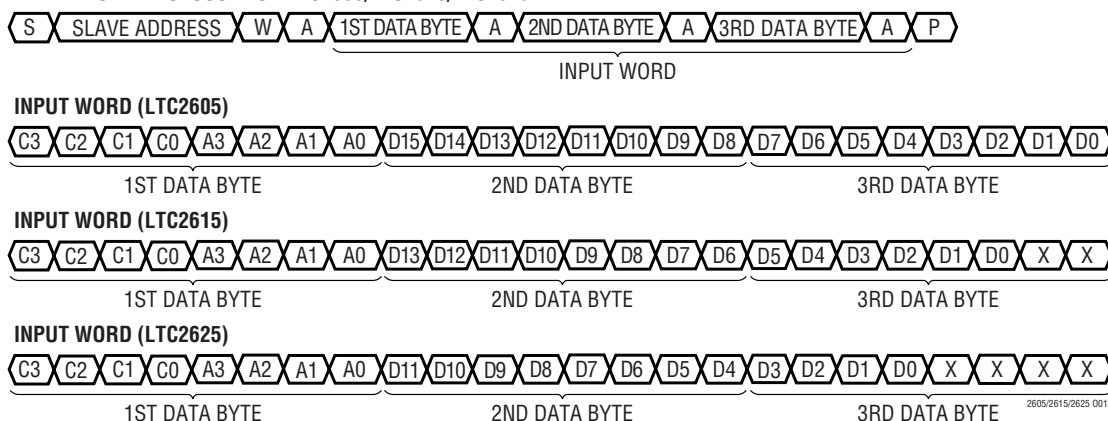 S SLAVE ADDRESS W A 1ST DATA BYTE A 2ND DATA BYTE A 3RD DATA BYTE A P
INPUT WORD
INPUT WORD (LTC2605)
C3 C2 C1 C0 A3 A2 A1 A0 D15 D14 D13 D12 D11 D10 D9 D8 D7 D6 D5 D4 D3 D2 D1 D0
1ST DATA BYTE 2ND DATA BYTE 3RD DATA BYTE
INPUT WORD (LTC2615)
C3 C2 C1 C0 A3 A2 A1 A0 D13 D12 D11 D10 D9 D8 D7 D6 D5 D4 D3 D2 D1 D0 X X
1ST DATA BYTE 2ND DATA BYTE 3RD DATA BYTE
INPUT WORD (LTC2625)
C3 C2 C1 C0 A3 A2 A1 A0 D11 D10 D9 D8 D7 D6 D5 D4 D3 D2 D1 D0 X X X X
1ST DATA BYTE 2ND DATA BYTE 3RD DATA BYTE
2605/2615/2625 O01